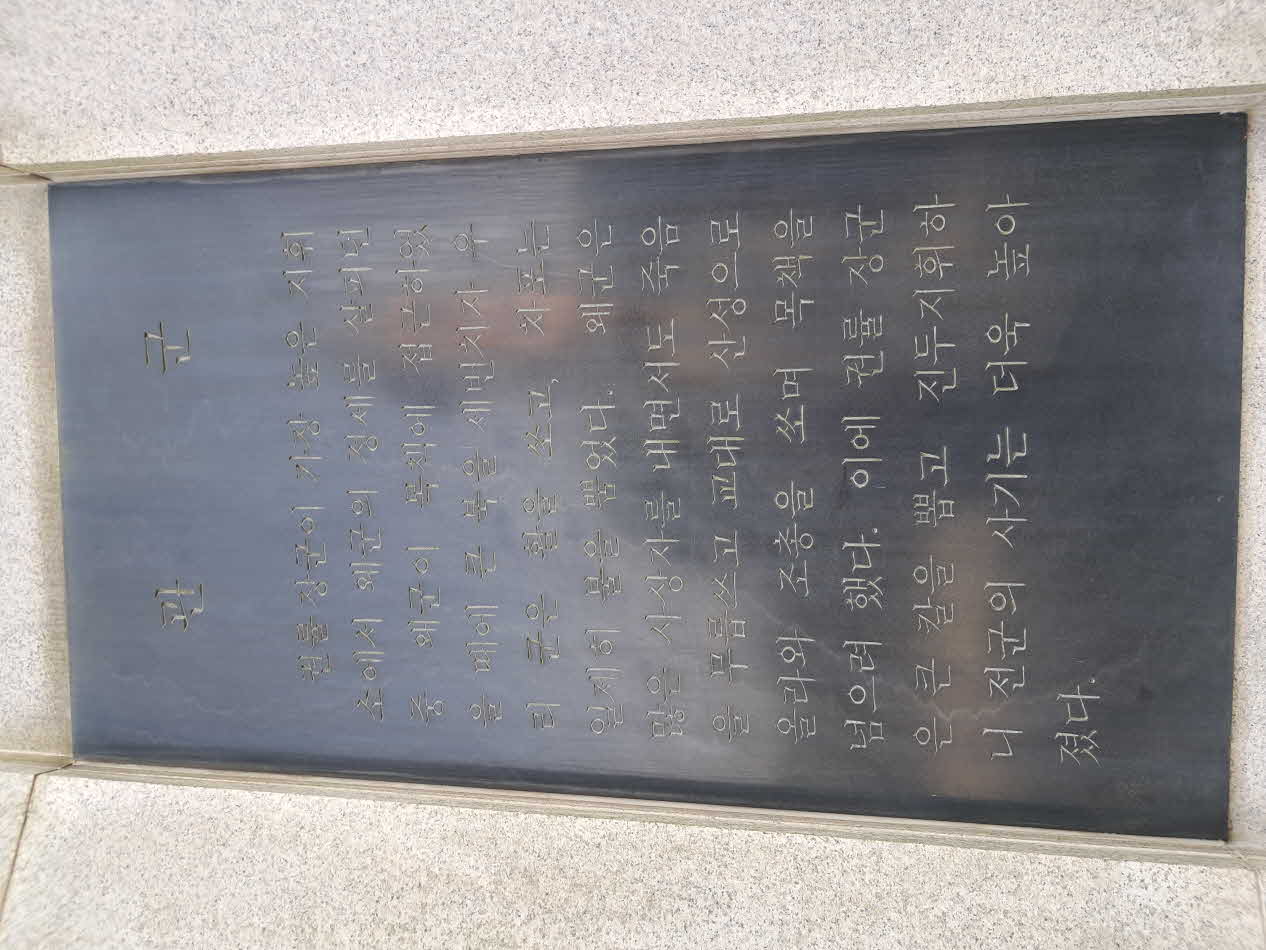 관 군
권율 장군이 가장 높은 지휘
소에서 왜군의 정세를 살피던
중 왜군이 목책에 접근하였
을 때에 큰 북을 세번치자 우
리 군은 활을 쏘고, 차포는
일제히 불을 뿜었다. 왜군은
많은 사상자를 내면서도 죽음
을 무릅쓰고 교대로 산성으로
올라와 조총을 쏘며 목책을
넘으려 했다. 이에 권율 장군
은 큰 칼을 뽑고 진두지휘하
니 전군의 사기는 더욱 높아
졌다.